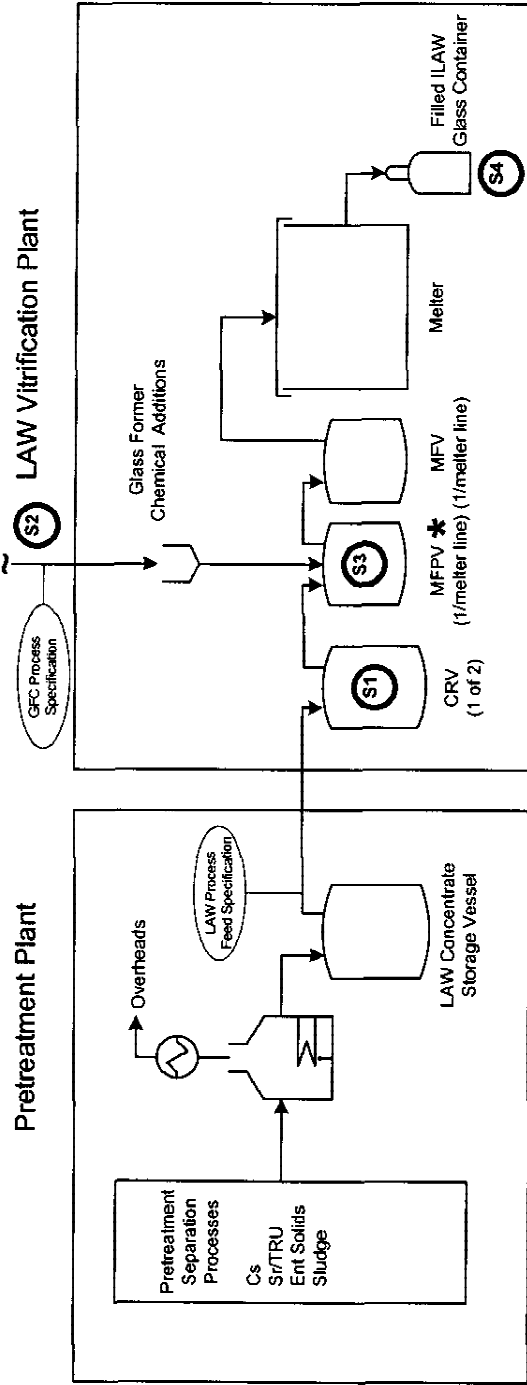 Pretreatment Plant
Pretreatment
Separation
Processes
Cs
Sr/TRU
Ent Solids
Sludge
Overheads
LAW Process
Feed Specification
LAW Concentrate
Storage Vessel
LAW Vitrification Plant
GFC Process
Specification
S2
Glass Former
Chemical Additions
S1
CRV
(1 of 2)
S3
MFPV *
(1/melter line)
MFV
(1/melter line)
Melter
Filled ILAW
Glass Container
S4